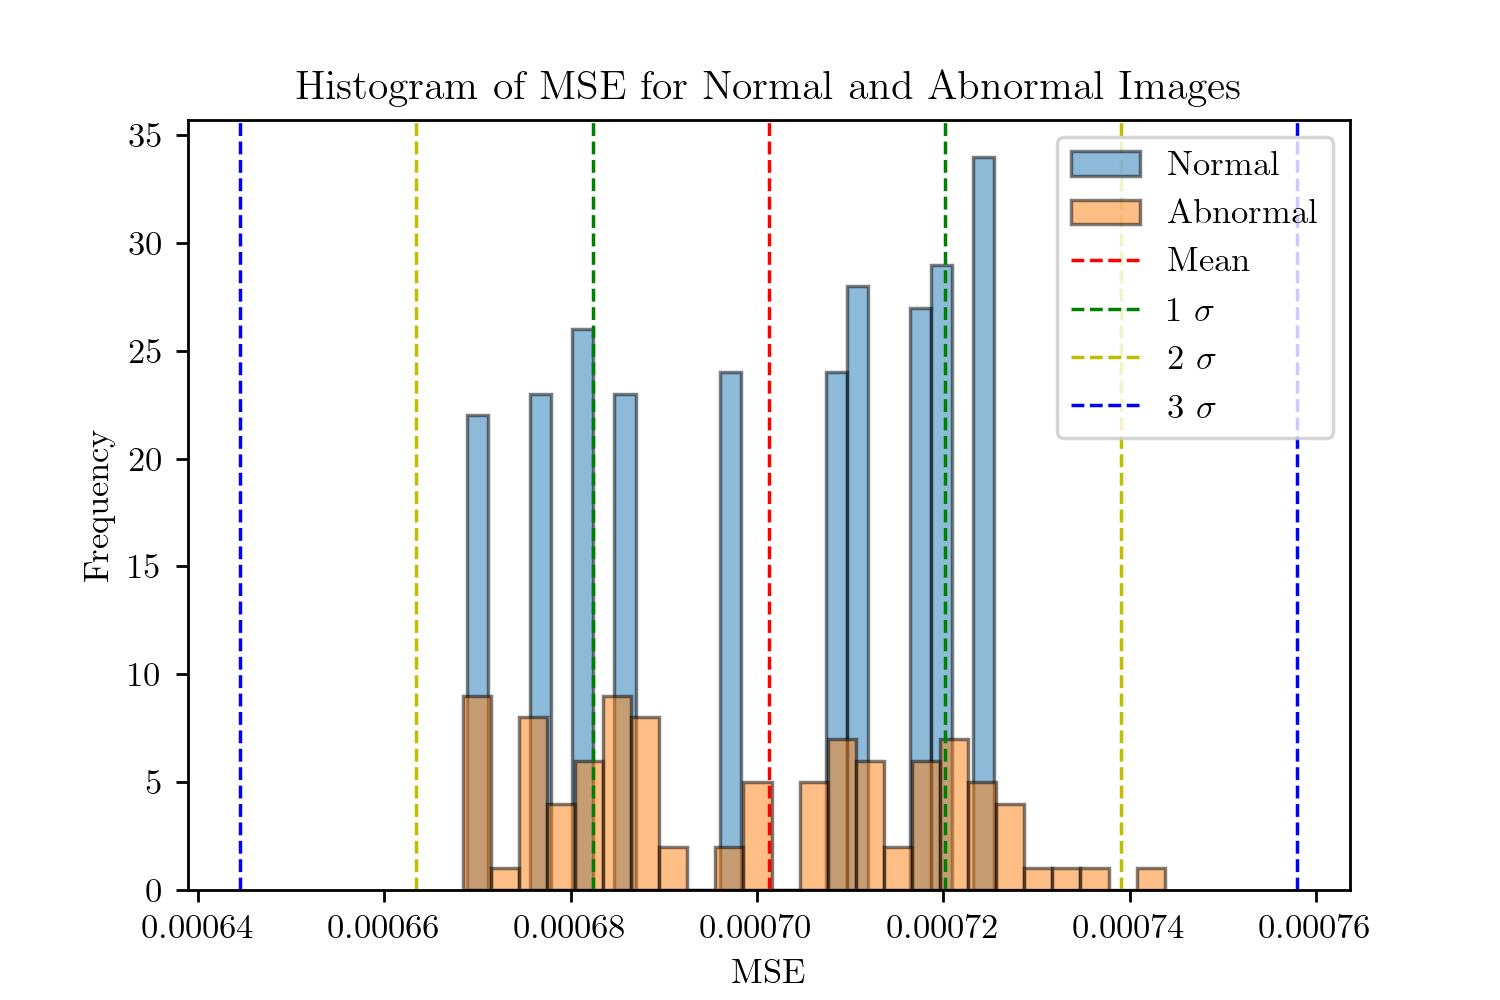 Histogram of MSE for Normal and Abnormal Images
35
30
25
20
15
10
5
0
Frequency
Normal
Abnormal
Mean
1 σ
2 σ
3 σ
0.00064 0.00066 0.00068 0.00070 0.00072 0.00074 0.00076
MSE